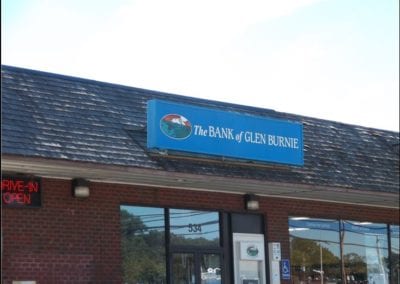 The BANK of GLEN BURNIE
DRIVE-IN
OPEN
534